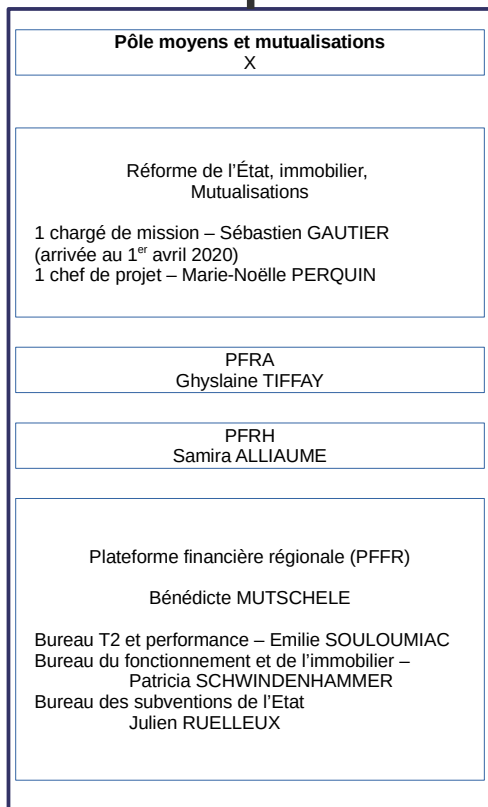 Pôle moyens et mutualisations
X
Réforme de l’État, immobilier,
Mutualisations
1 chargé de mission – Sébastien GAUTIER
(arrivée au 1er avril 2020)
1 chef de projet – Marie-Noëlle PERQUIN
PFRA
Ghyslaine TIFFAY
PFRH
Samira ALLIAUME
Plateforme financière régionale (PFFR)
Bénédicte MUTSCHELE
Bureau T2 et performance – Emilie SOULOUMIAC
Bureau du fonctionnement et de l’immobilier –
Patricia SCHWINDENHAMMER
Bureau des subventions de l’Etat
Julien RUELLEUX